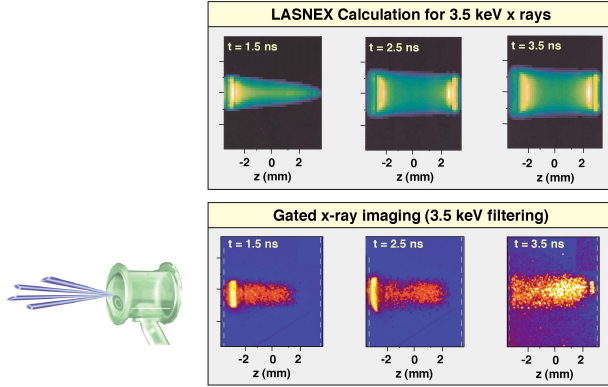 LASNEX Calculation for 3.5 keV x rays
t = 1.5 ns
t = 2.5 ns
t = 3.5 ns
-2 0 2
-2 0 2
-2 0 2
z (mm)
z (mm)
z (mm)
Gated x-ray imaging (3.5 keV filtering)
t = 1.5 ns
t = 2.5 ns
t = 3.5 ns
-2 0 2
-2 0 2
-2 0 2
z (mm)
z (mm)
z (mm)